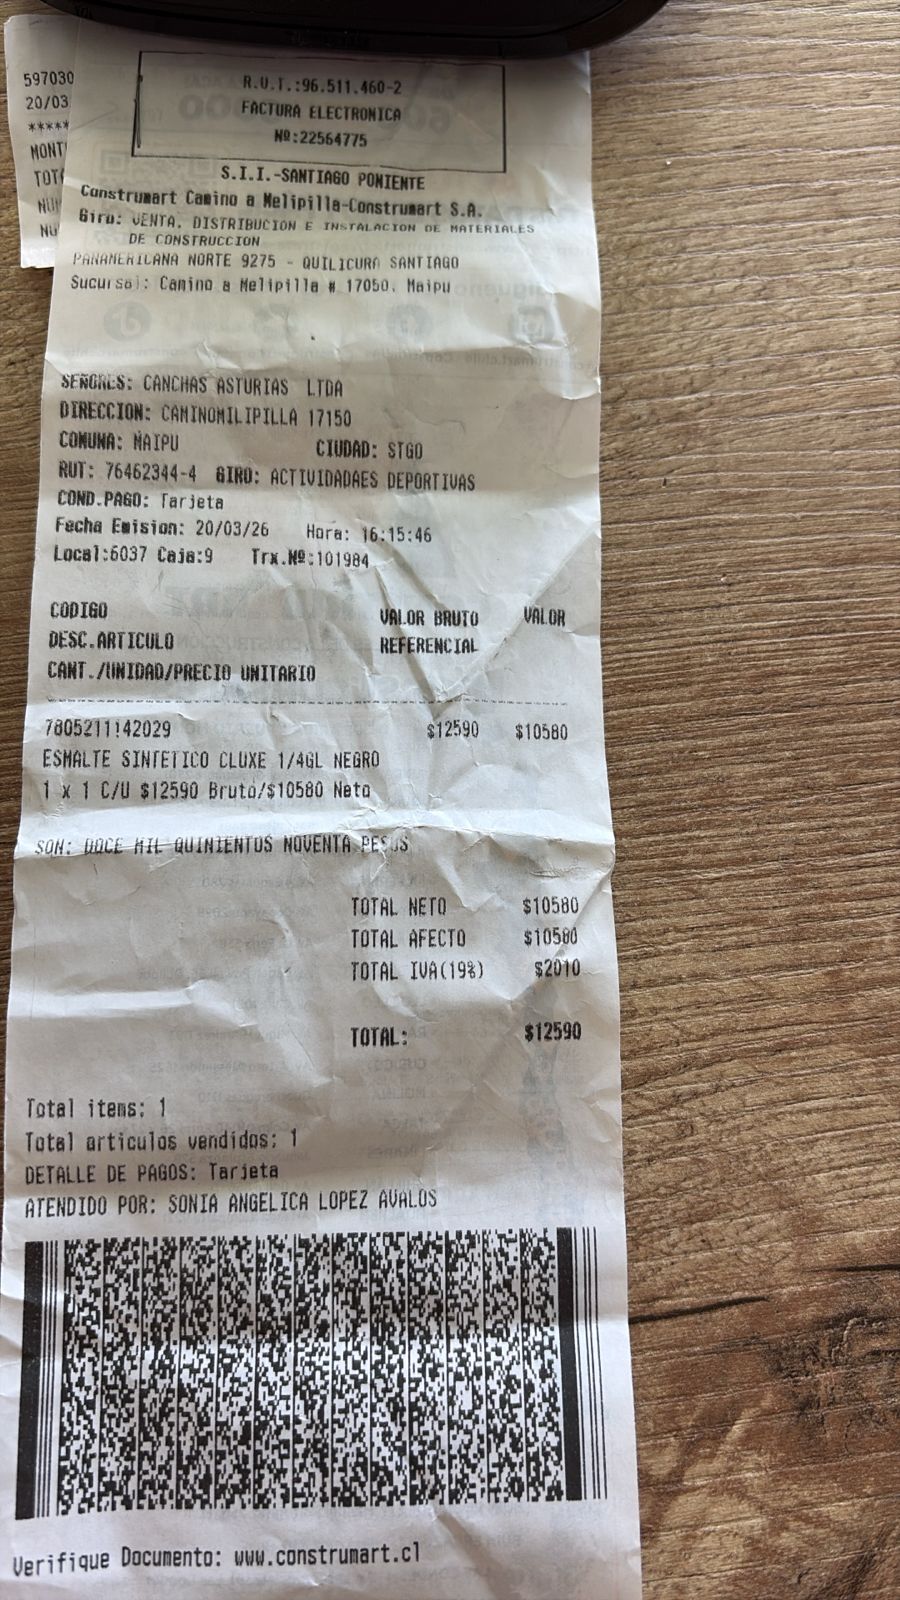 597030
20/03
*****
MONT
TOT
NU
NU
R.U.T.:96.511.460-2
FACTURA ELECTRONICA
Nº:22564775
S.I.I.-SANTIAGO PONIENTE
Construmart Camino a Melipilla-Construmart S.A.
Giro: VENTA, DISTRIBUCION E INSTALACION DE MATERIALES
DE CONSTRUCCION
PANAMERICANA NORTE 9275 - QUILICURA SANTIAGO
Sucursal: Camino a Melipilla # 17050. Maipu
SEÑORES: CANCHAS ASTURIAS LTDA
DIRECCION: CAMINOMILIPILLA 17150
COMUNA: MAIPU CIUDAD: STGO
RUT: 76462344-4 GIRO: ACTIVIDADAES DEPORTIVAS
COND.PAGO: Tarjeta
Fecha Emision: 20/03/26 Hora: 16:15:46
Local:6037 Caja:9 Trx.Nº:101984
CODIGO VALOR BRUTO VALOR
DESC.ARTICULO REFERENCIAL
CANT./UNIDAD/PRECIO UNITARIO
7805211142029 $12590 $10580
ESMALTE SINTETICO CLUXE 1/4GL NEGRO
1 x 1 C/U $12590 Bruto/$10580 Neto
SON: DOCE MIL QUINIENTOS NOVENTA PESOS
TOTAL NETO $10580
TOTAL AFECTO $10580
TOTAL IVA(19%) $2010
TOTAL: $12590
Total items: 1
Total articulos vendidos: 1
DETALLE DE PAGOS: Tarjeta
ATENDIDO POR: SONIA ANGELICA LOPEZ AVALOS
Verifique Documento: www.construmart.cl